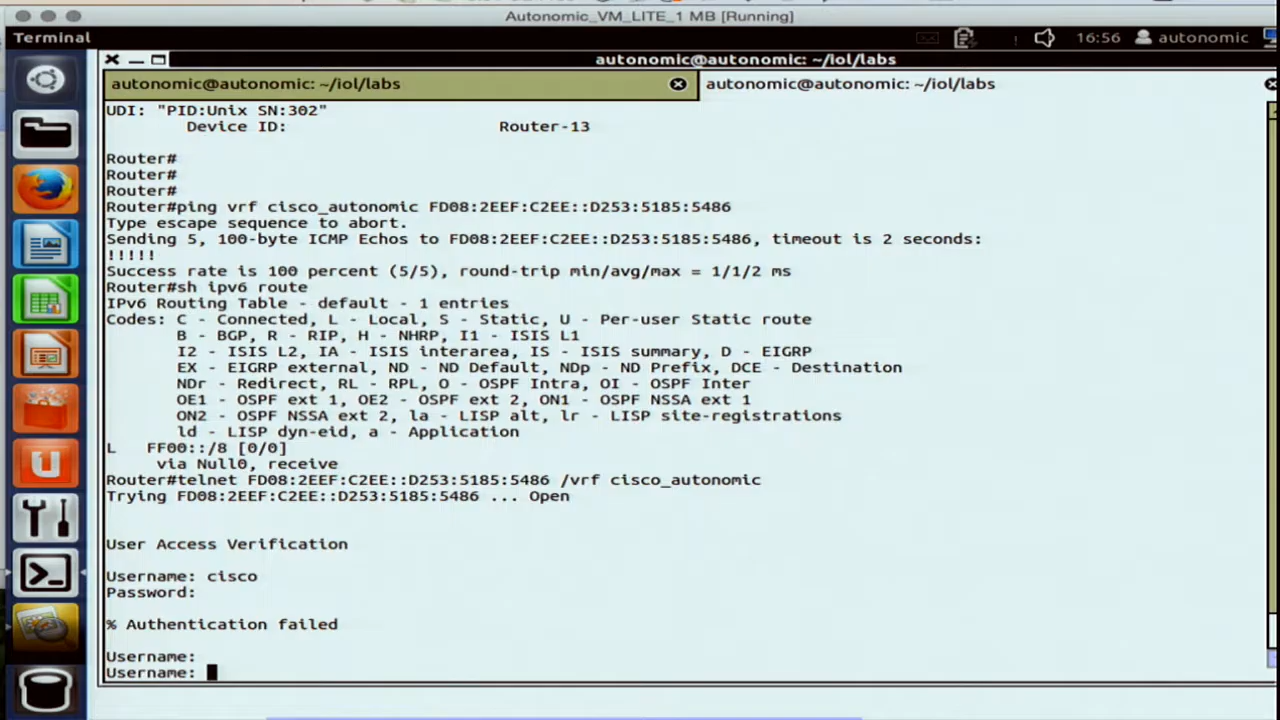 Autonomic_VM_LITE_1 MB [Running]
Terminal
16:56
autonomic
autonomic@autonomic: ~/iol/labs
autonomic@autonomic: ~/iol/labs
autonomic@autonomic: ~/iol/labs
UDI: "PID:Unix SN:302"
Device ID: Router-13
Router#
Router#
Router#
Router#ping vrf cisco_autonomic FD08:2EEF:C2EE::D253:5185:5486
Type escape sequence to abort.
Sending 5, 100-byte ICMP Echos to FD08:2EEF:C2EE::D253:5185:5486, timeout is 2 seconds:
!!!!!
Success rate is 100 percent (5/5), round-trip min/avg/max = 1/1/2 ms
Router#sh ipv6 route
IPv6 Routing Table - default - 1 entries
Codes: C - Connected, L - Local, S - Static, U - Per-user Static route
B - BGP, R - RIP, H - NHRP, I1 - ISIS L1
I2 - ISIS L2, IA - ISIS interarea, IS - ISIS summary, D - EIGRP
EX - EIGRP external, ND - ND Default, NDp - ND Prefix, DCE - Destination
NDr - Redirect, RL - RPL, O - OSPF Intra, OI - OSPF Inter
OE1 - OSPF ext 1, OE2 - OSPF ext 2, ON1 - OSPF NSSA ext 1
ON2 - OSPF NSSA ext 2, la - LISP alt, lr - LISP site-registrations
ld - LISP dyn-eid, a - Application
L FF00::/8 [0/0]
via Null0, receive
Router#telnet FD08:2EEF:C2EE::D253:5185:5486 /vrf cisco_autonomic
Trying FD08:2EEF:C2EE::D253:5185:5486 ... Open
User Access Verification
Username: cisco
Password:
% Authentication failed
Username:
Username: